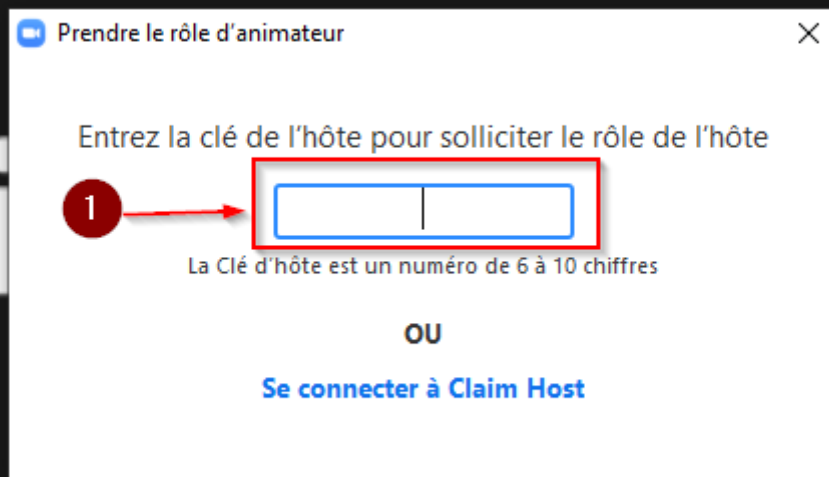 Prendre le rôle d'animateur
Entrez la clé de l'hôte pour solliciter le rôle de l'hôte
1
La Clé d'hôte est un numéro de 6 à 10 chiffres
OU
Se connecter à Claim Host